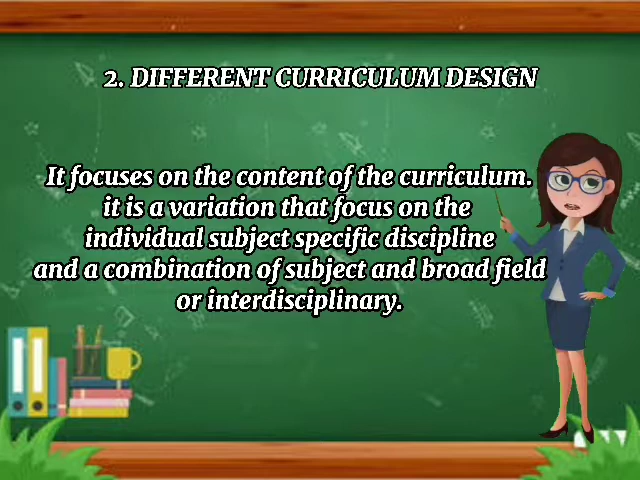 2. DIFFERENT CURRICULUM DESIGN
It focuses on the content of the curriculum.
it is a variation that focus on the
individual subject specific discipline
and a combination of subject and broad field
or interdisciplinary.